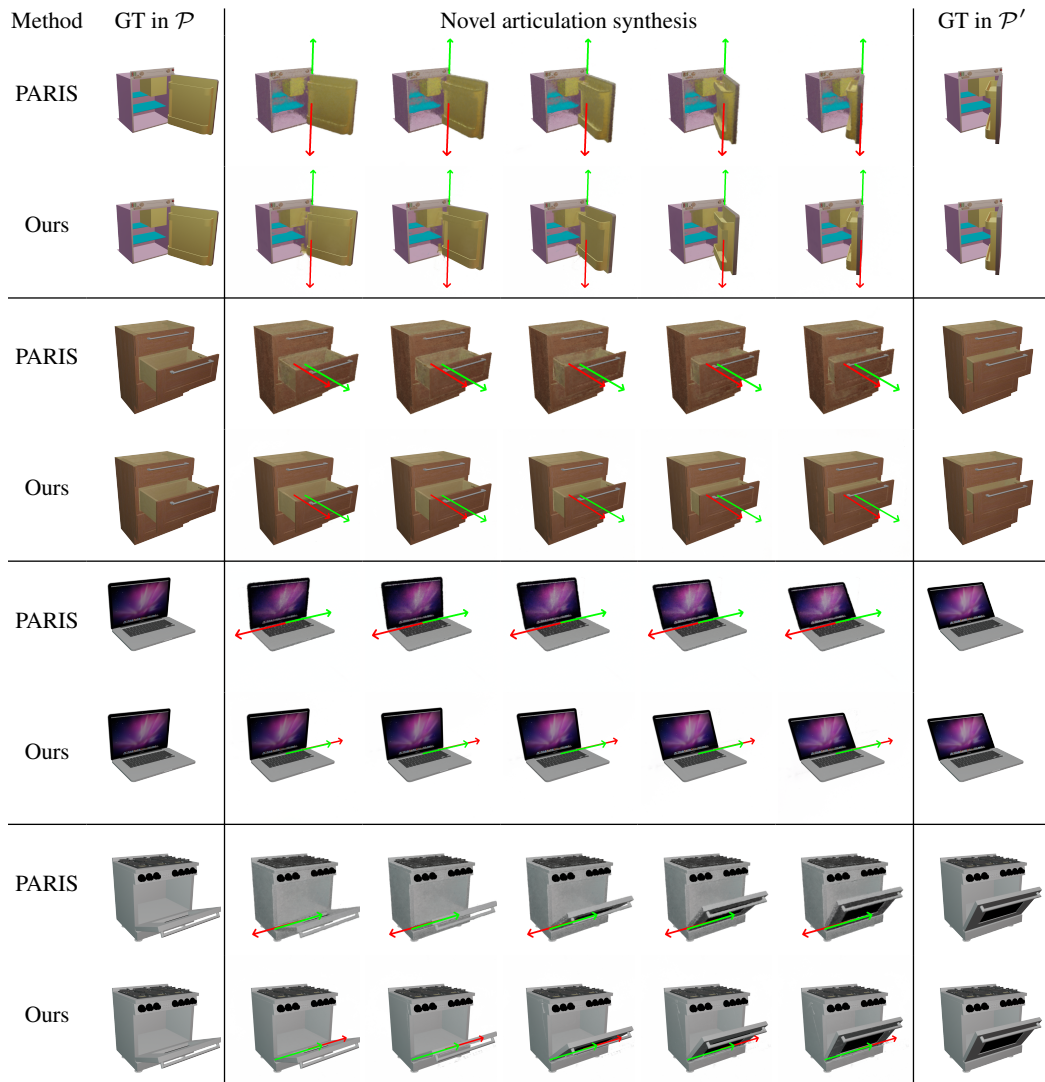 Method GT in 𝒫 Novel articulation synthesis GT in 𝒫′
PARIS
Ours
PARIS
Ours
PARIS
Ours
PARIS
Ours